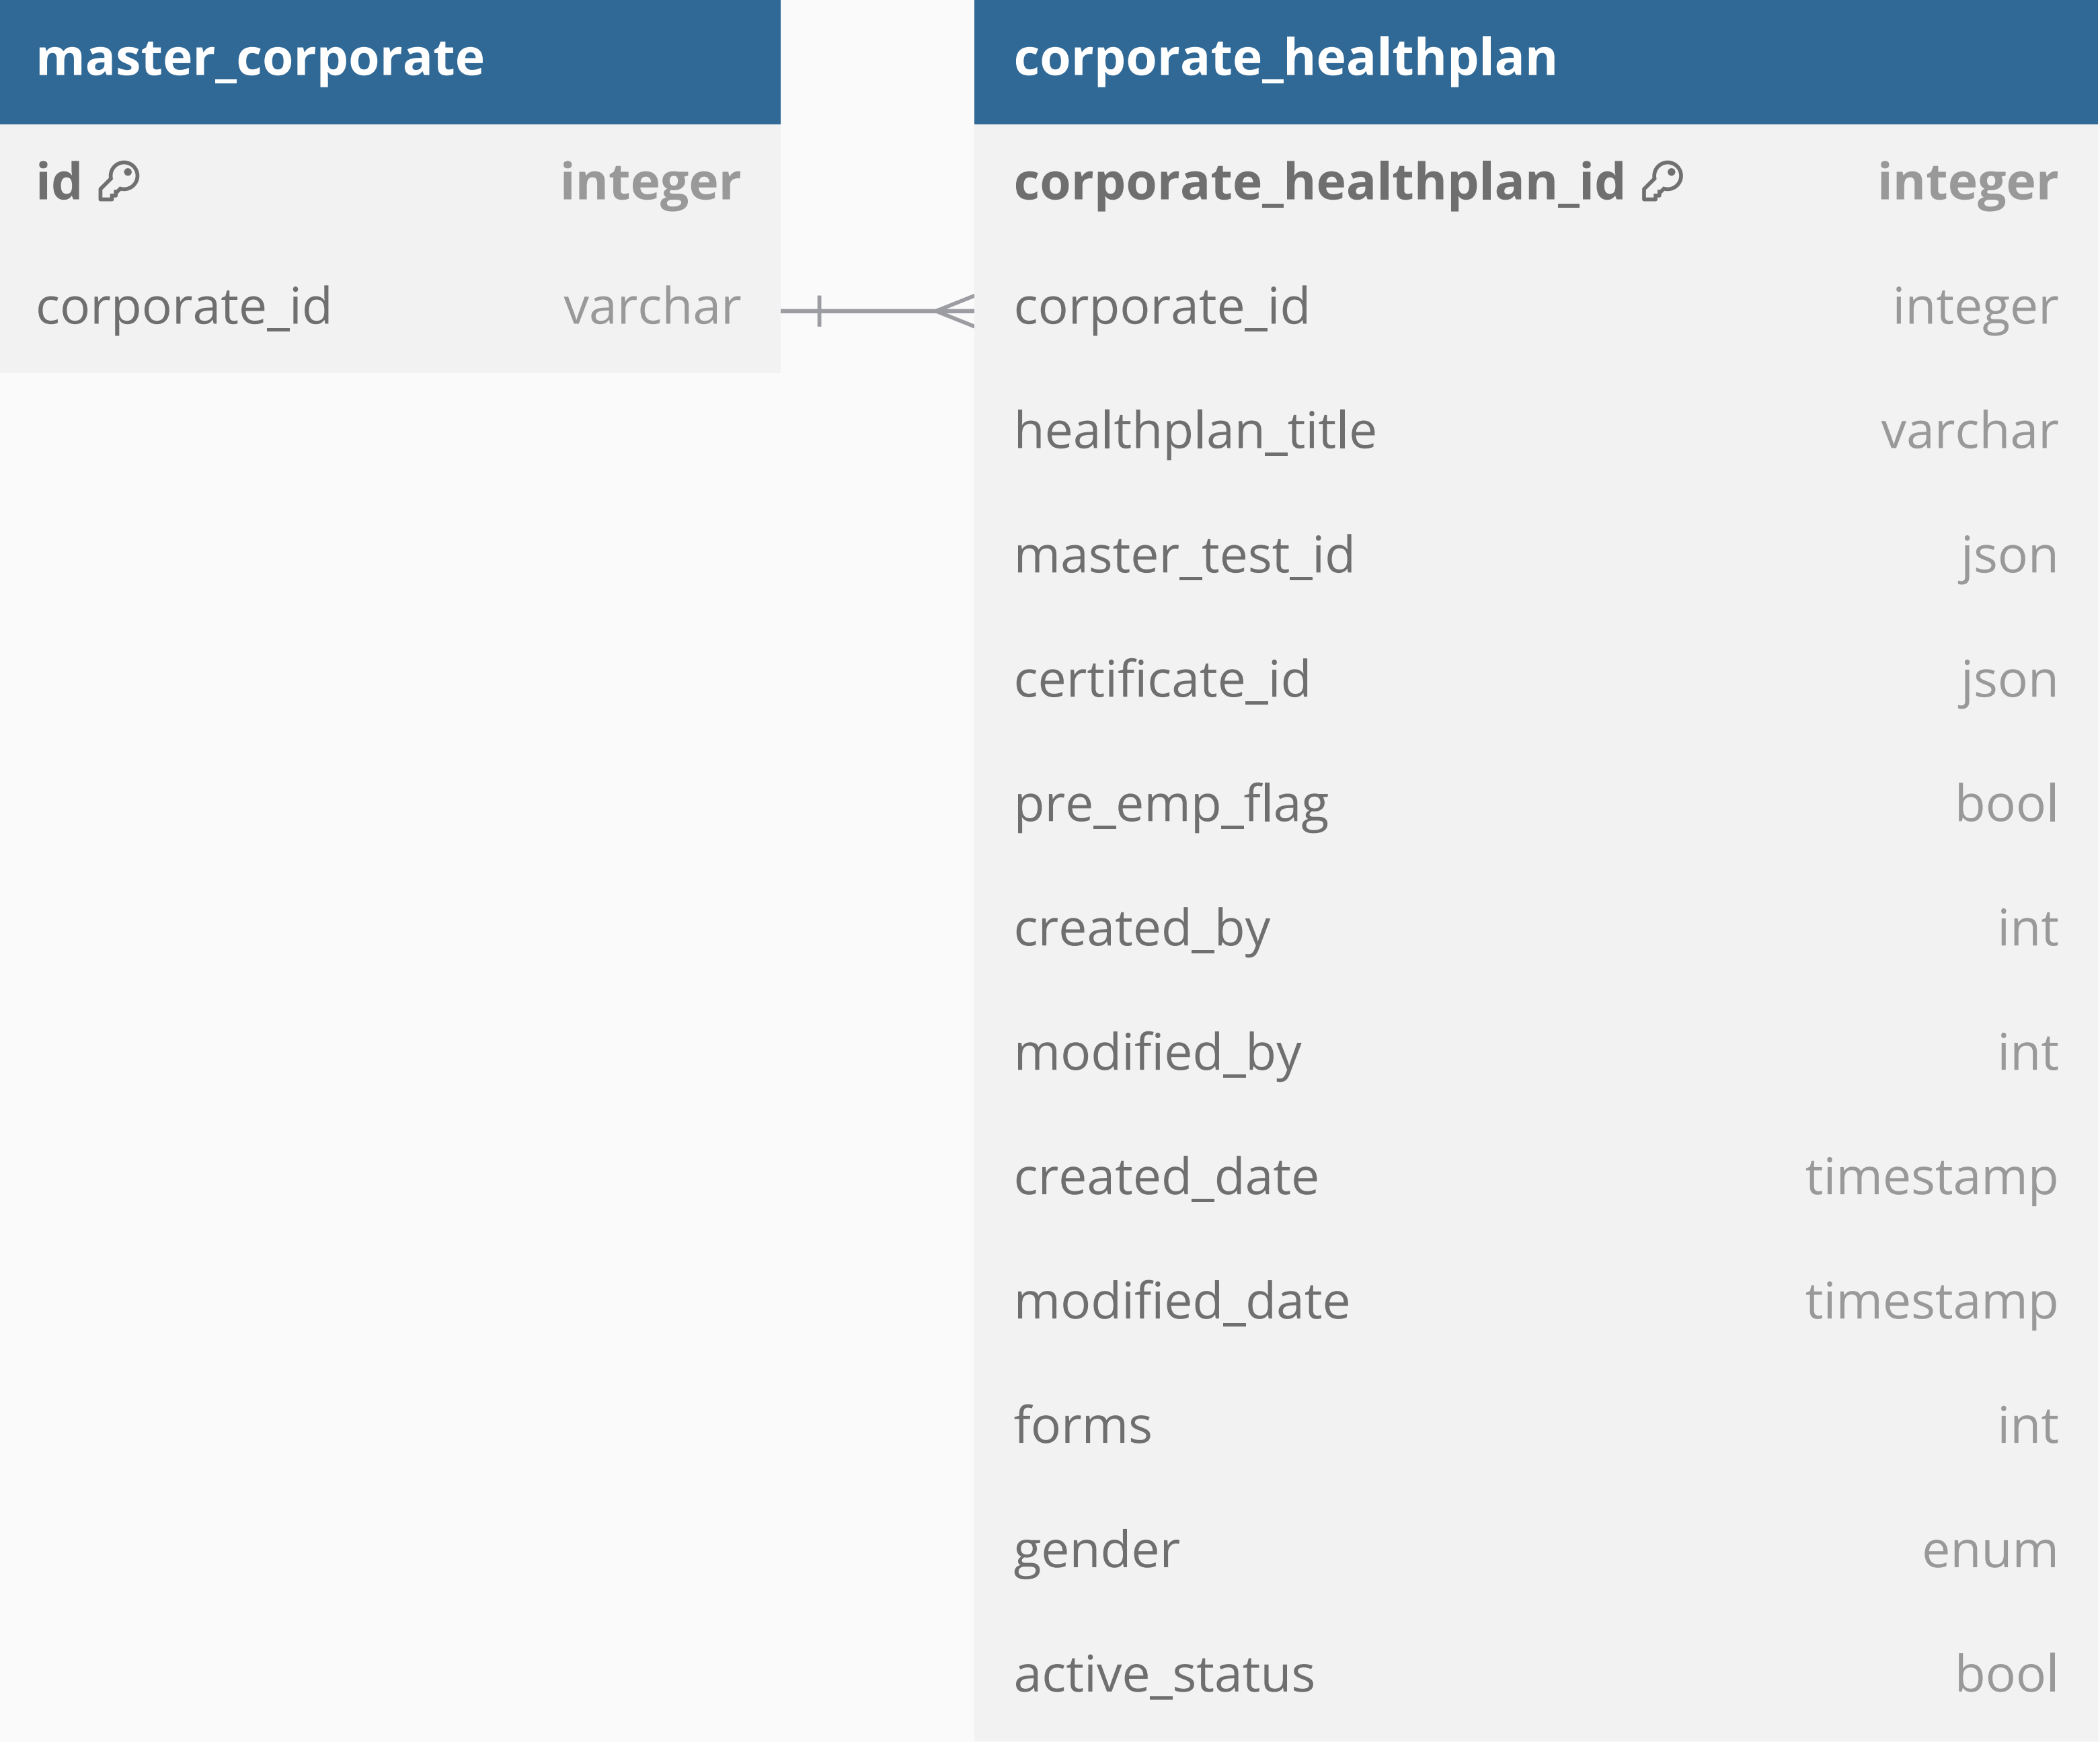 master_corporate
id integer
corporate_id varchar
corporate_healthplan
corporate_healthplan_id integer
corporate_id integer
healthplan_title varchar
master_test_id json
certificate_id json
pre_emp_flag bool
created_by int
modified_by int
created_date timestamp
modified_date timestamp
forms int
gender enum
active_status bool